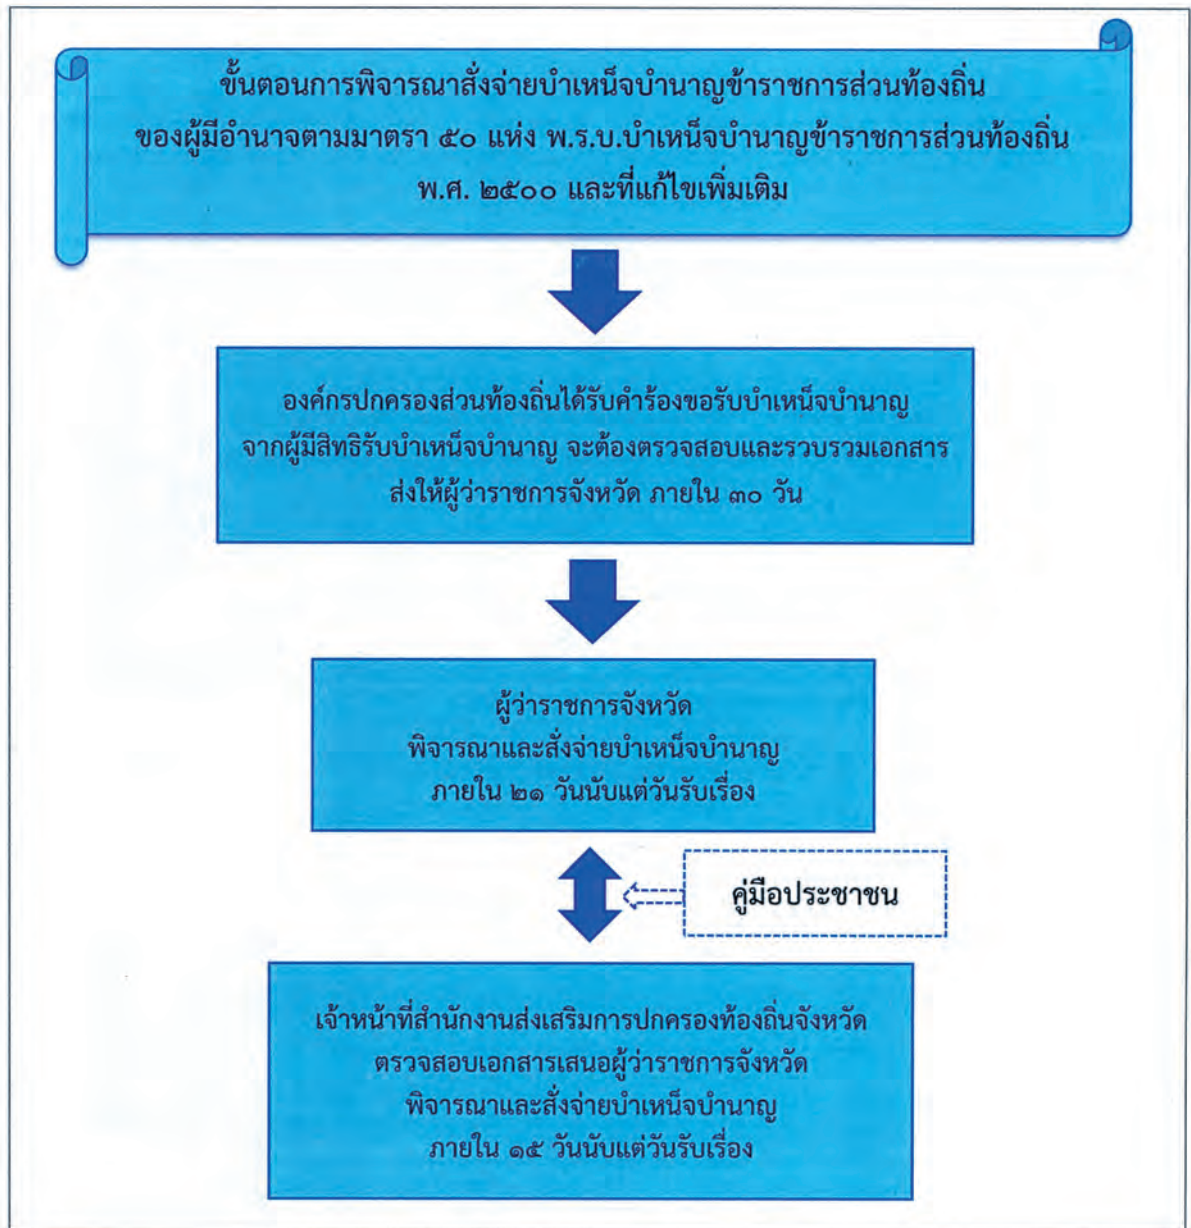 ขั้นตอนการพิจารณาสั่งจ่ายบำเหน็จบำนาญข้าราชการส่วนท้องถิ่น
ของผู้มีอำนาจตามมาตรา ๕๐ แห่ง พ.ร.บ.บำเหน็จบำนาญข้าราชการส่วนท้องถิ่น
พ.ศ. ๒๕๐๐ และที่แก้ไขเพิ่มเติม
องค์กรปกครองส่วนท้องถิ่นได้รับคำร้องขอรับบำเหน็จบำนาญ
จากผู้มีสิทธิรับบำเหน็จบำนาญ จะต้องตรวจสอบและรวบรวมเอกสาร
ส่งให้ผู้ว่าราชการจังหวัด ภายใน ๓๐ วัน
ผู้ว่าราชการจังหวัด
พิจารณาและสั่งจ่ายบำเหน็จบำนาญ
ภายใน ๒๑ วันนับแต่วันรับเรื่อง
คู่มือประชาชน
เจ้าหน้าที่สำนักงานส่งเสริมการปกครองท้องถิ่นจังหวัด
ตรวจสอบเอกสารเสนอผู้ว่าราชการจังหวัด
พิจารณาและสั่งจ่ายบำเหน็จบำนาญ
ภายใน ๑๕ วันนับแต่วันรับเรื่อง